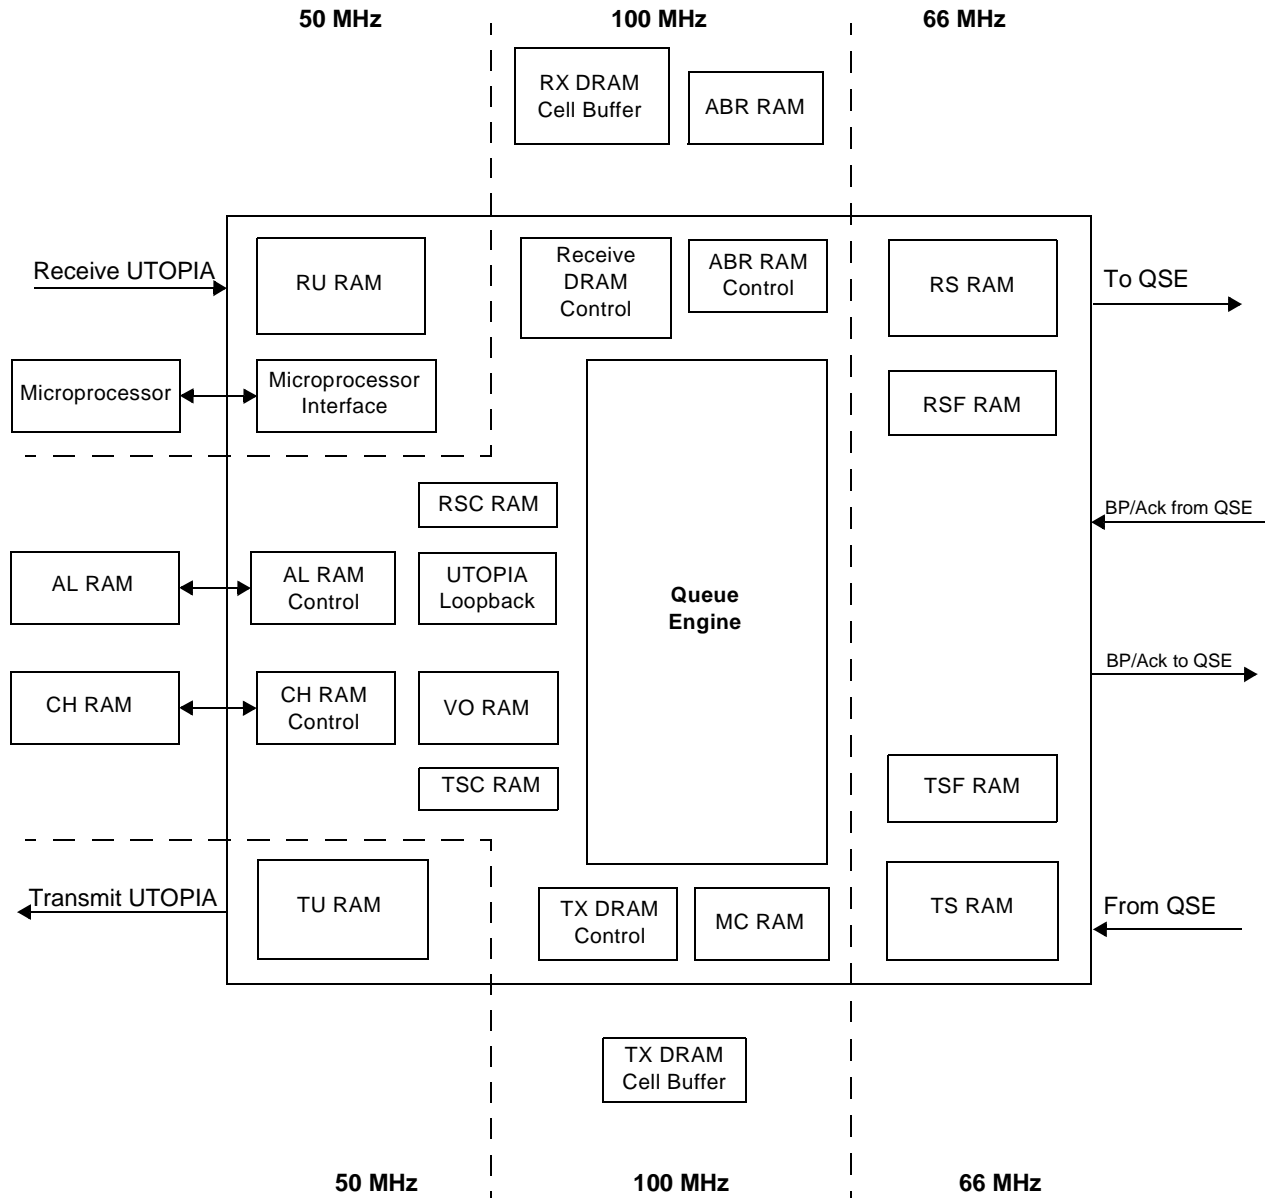 50 MHz
100 MHz
66 MHz
RX DRAM
Cell Buffer
ABR RAM
Receive UTOPIA
RU RAM
Receive
DRAM
Control
ABR RAM
Control
RS RAM
To QSE
Microprocessor
Microprocessor
Interface
RSF RAM
RSC RAM
BP/Ack from QSE
AL RAM
AL RAM
Control
UTOPIA
Loopback
Queue
Engine
CH RAM
CH RAM
Control
VO RAM
BP/Ack to QSE
TSC RAM
TSF RAM
Transmit UTOPIA
TU RAM
TX DRAM
Control
MC RAM
TS RAM
From QSE
TX DRAM
Cell Buffer
50 MHz
100 MHz
66 MHz